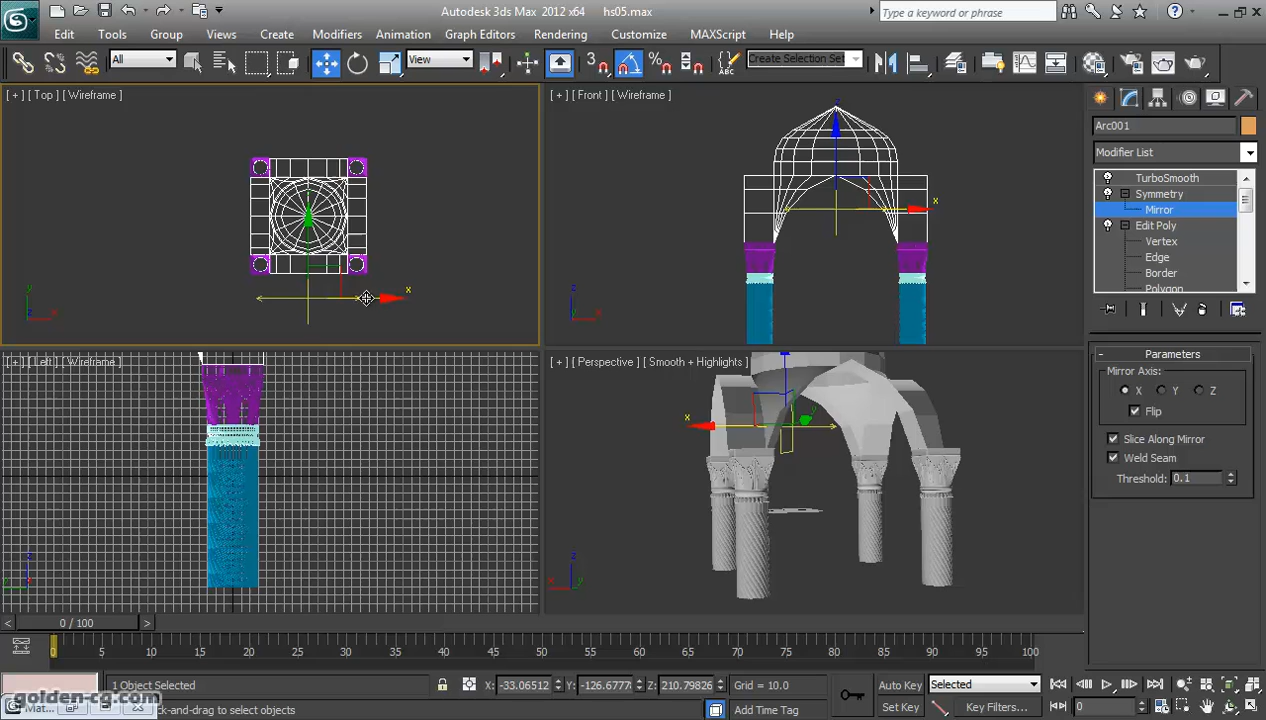 Autodesk 3ds Max 2012 x64 hs05.max
Type a keyword or phrase
Edit Tools Group Views Create Modifiers Animation Graph Editors Rendering Customize MAXScript Help
All View Create Selection Set
[ + ] [ Top ] [ Wireframe ]
[ + ] [ Front ] [ Wireframe ]
Arc001
Modifier List
TurboSmooth
Symmetry
Mirror
Edit Poly
Vertex
Edge
Border
Polygon
x
y
z
x
x
z
x
[ + ] [ Left ] [ Wireframe ]
[ + ] [ Perspective ] [ Smooth + Highlights ]
Parameters
Mirror Axis:
X Y Z
Flip
Slice Along Mirror
Weld Seam
Threshold: 0.1
x
y
z
z
y
z
x
y
0 / 100
0 5 10 15 20 25 30 35 40 45 50 55 60 65 70 75 80 85 90 95 100
1 Object Selected X: -33.06512 Y: -126.6777 Z: 210.79826 Grid = 10.0 Auto Key Selected
golden-cg.com
Mat... ck-and-drag to select objects Add Time Tag Set Key Key Filters... 0